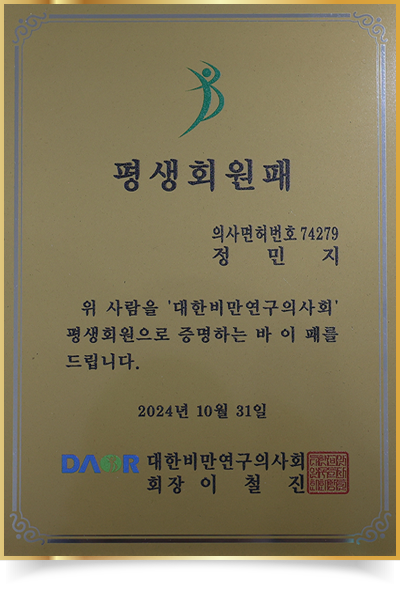 평생회원패
의사면허번호 74279
정 민 지
위 사람을 '대한비만연구의사회'
평생회원으로 증명하는 바 이 패를
드립니다.
2024년 10월 31일
DAOR 대한비만연구의사회
회장 이 철 진